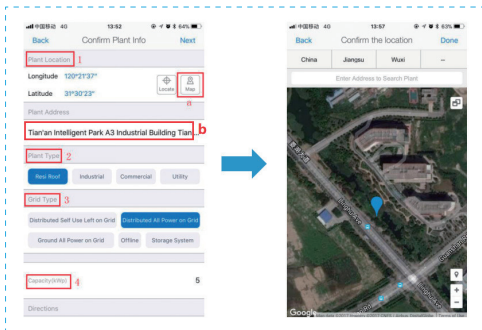 中国移动 4G 13:52 64%
Back Confirm Plant Info Next
Plant Location 1
Longitude 120°21'37"
Latitude 31°30'23"
Locate Map
a
Plant Address
Tian'an Intelligent Park A3 Industrial Building Tian... b
Plant Type 2
Resi Roof Industrial Commercial Utility
Grid Type 3
Distributed Self Use Left on Grid Distributed All Power on Grid
Ground All Power on Grid Offline Storage System
Capacity(kWp) 4 5
Directions
中国移动 4G 13:57 63%
Back Confirm the location Done
China Jiangsu Wuxi --
Enter Address to Search Plant
Google